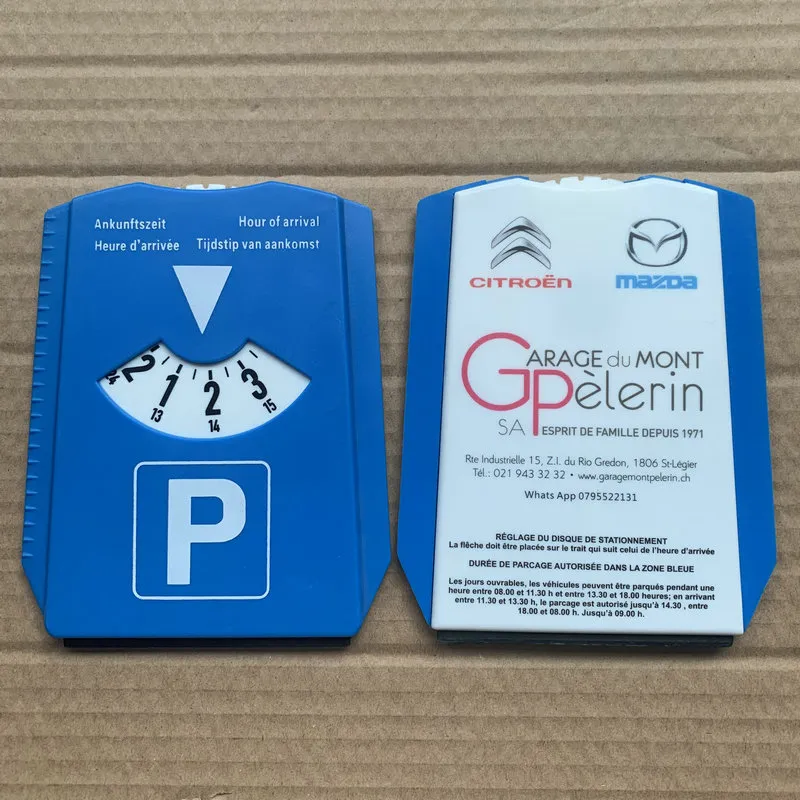 Ankunftszeit Hour of arrival
Heure d'arrivée Tijdstip van aankomst
24 2 1 2 3
13 14 15
P
CITROËN mazda
GARAGE du MONT
Pèlerin
SA ESPRIT DE FAMILLE DEPUIS 1971
Rte Industrielle 15, Z.I. du Rio Gredon, 1806 St-Légier
Tél.: 021 943 32 32 • www.garagemontpelerin.ch
Whats App 0795522131
RÉGLAGE DU DISQUE DE STATIONNEMENT
La flêche doit être placée sur le trait qui suit celui de l'heure d'arrivée
DURÉE DE PARCAGE AUTORISÉE DANS LA ZONE BLEUE
Les jours ouvrables, les véhicules peuvent être parqués pendant une
heure entre 08.00 et 11.30 h et entre 13.30 et 18.00 heures; en arrivant
entre 11.30 et 13.30 h, le parcage est autorisé jusqu'à 14.30 , entre
18.00 et 08.00 h. Jusqu'à 09.00 h.